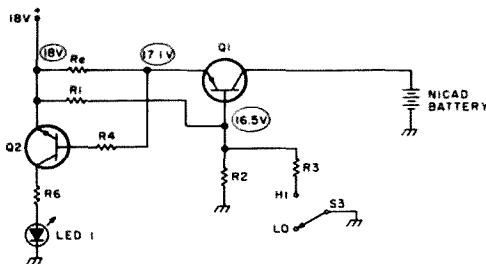 18V
18V
Re
17.1V
Q1
R1
NICAD
BATTERY
16.5V
Q2
R4
R6
R2
R3
HI
S3
LO
LED 1